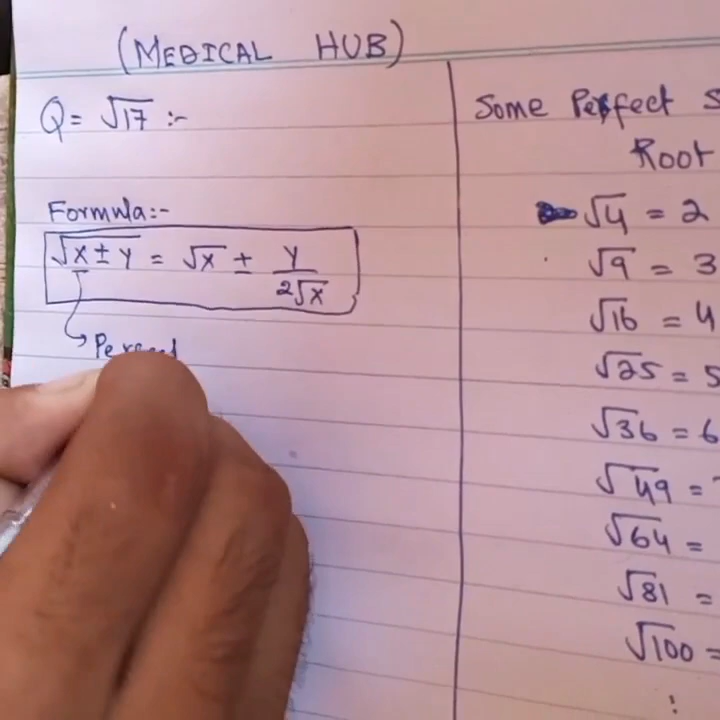 (MEDICAL HUB)
Q = √17 :-
Formula:-
√x ± y = √x ± y / 2√x
Some Perfect S
Root
√4 = 2
√9 = 3
√16 = 4
√25 = 5
√36 = 6
√49 =
√64 =
√81 =
√100 =